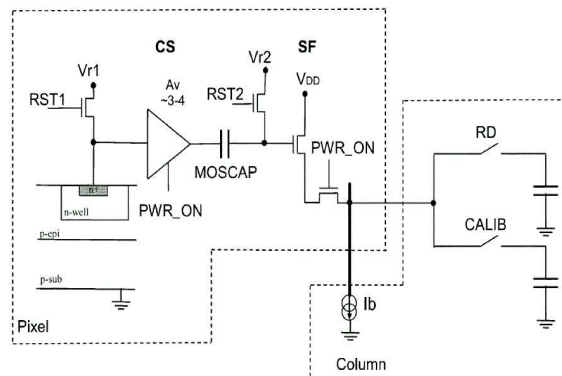 CS
Vr2
SF
Vr1
Av
~3-4
VDD
RST1
RST2
PWR_ON
RD
MOSCAP
n+
n-well
PWR_ON
CALIB
p-epi
p-sub
Ib
Pixel
Column